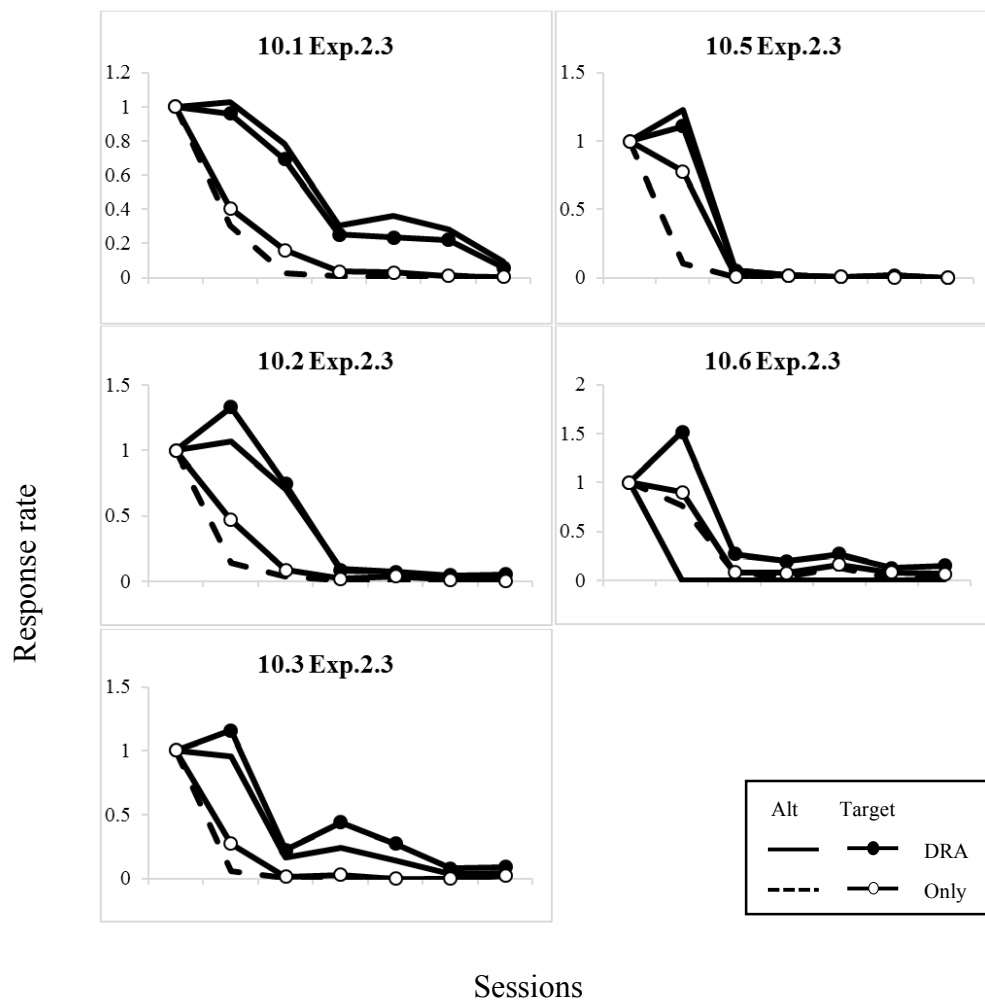 10.1 Exp.2.3
1.2
1
0.8
0.6
0.4
0.2
0
10.5 Exp.2.3
1.5
1
0.5
0
10.2 Exp.2.3
1.5
1
0.5
0
10.6 Exp.2.3
2
1.5
1
0.5
0
10.3 Exp.2.3
1.5
1
0.5
0
Response rate
Alt Target
DRA
Only
Sessions